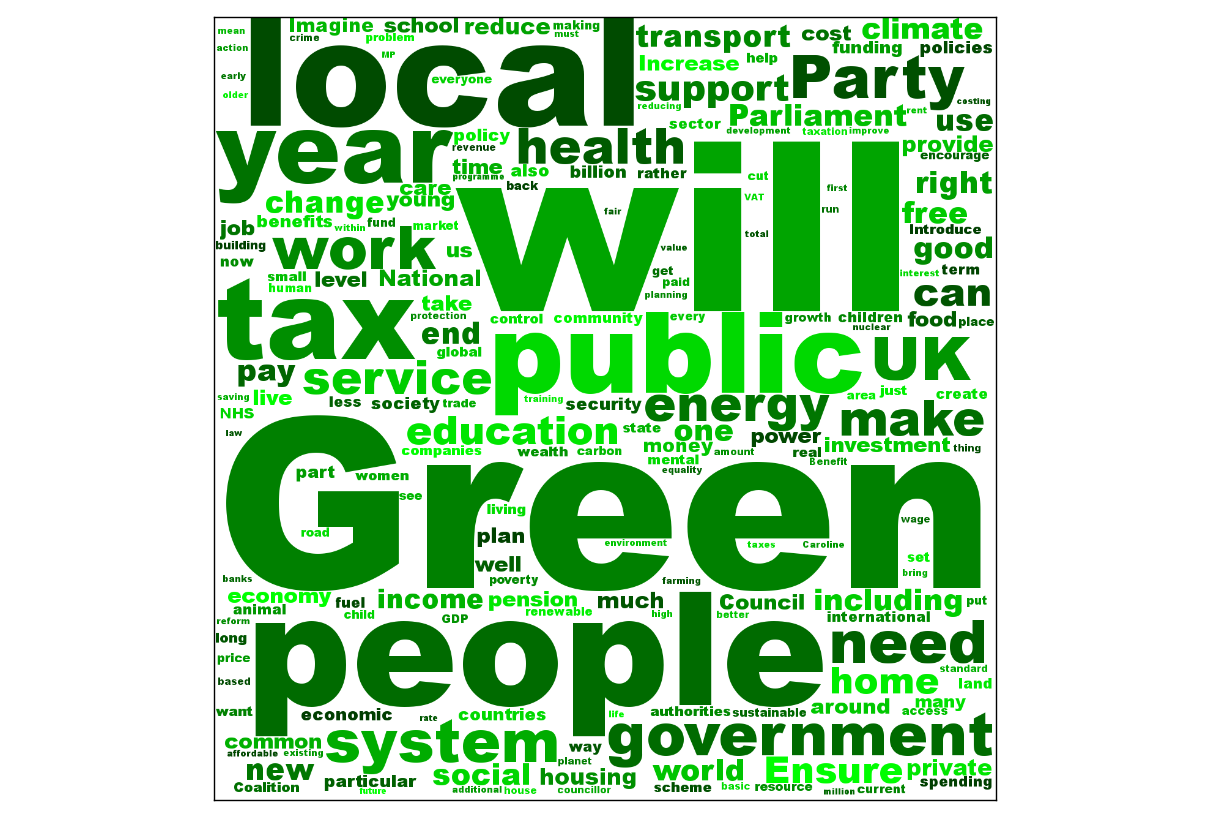 mean Imagine school reduce making
crime problem must
action MP
local
early everyone
older
transport cost climate
funding policies
Increase help
support Party
reducing costing
Parliament rent
sector use
development taxation improve
year policy health provide
revenue encourage
time also billion rather
programme
care back cut right
change young will first
VAT
benefits within fund market fair run free
job total Introduce
building value good
work us
now get term
small level National paid interest
human planning can
tax take
protection control community every growth children food place
end nuclear
global public UK
pay service
saving live less society trade training security energy area just create
NHS make
law education state one power
companies wealth carbon money amount real investment thing
mental Benefit
equality
part women
see
Green
living
road plan environment taxes Caroline wage
well set
banks poverty farming bring
economy fuel income pension much Council including put
animal child renewable high better international
reform GDP
long people need
price standard
based home land
want economic rate countries life authorities sustainable around many
access
common system way government
affordable existing planet
new particular social housing world Ensure private
Coalition future additional house councillor scheme basic resource million current spending